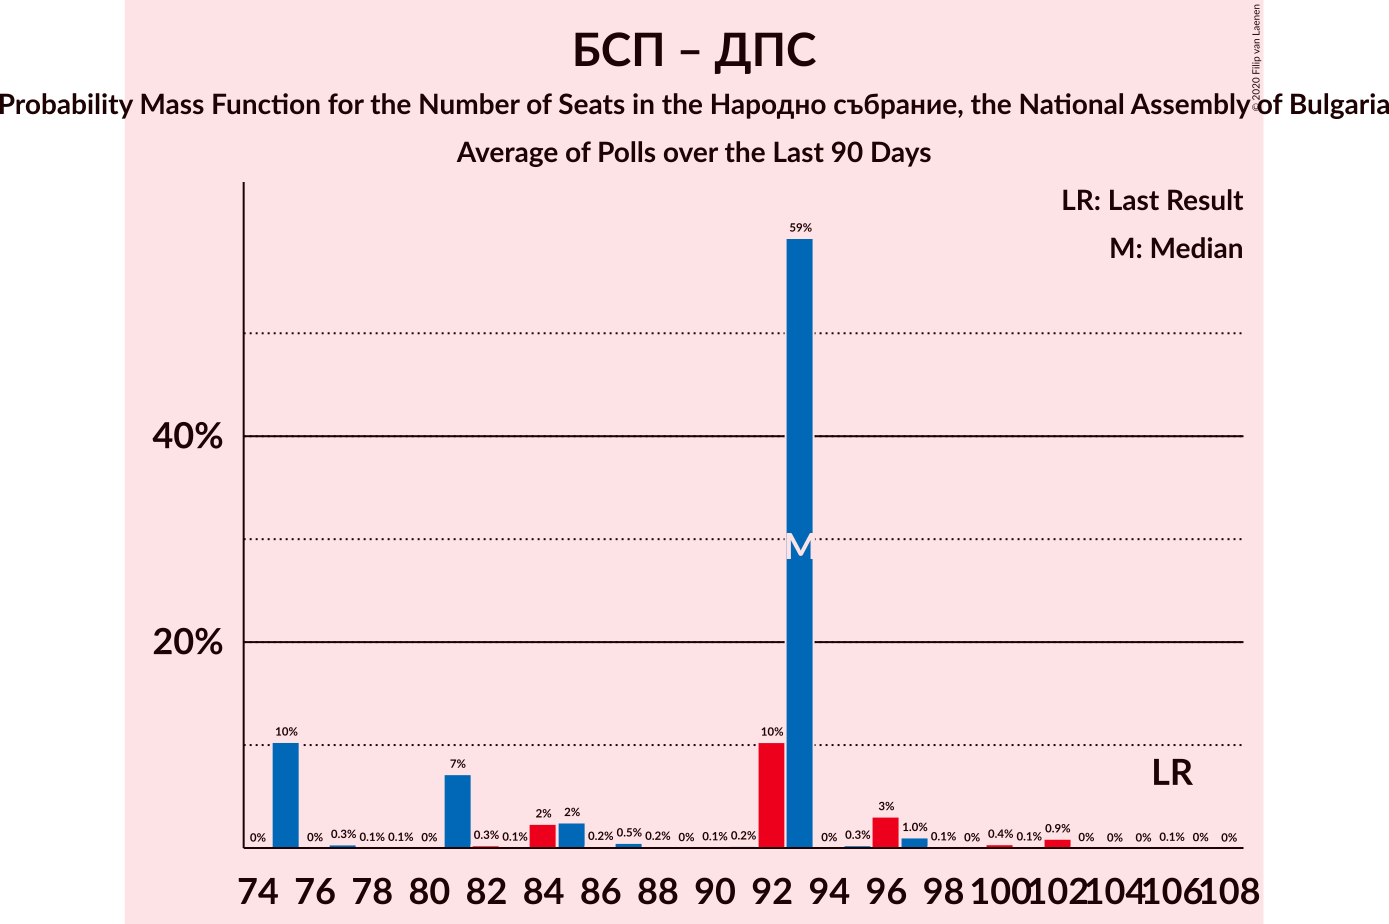 © 2020 Filip van Laenen
БСП – ДПС
Probability Mass Function for the Number of Seats in the Народно събрание, the National Assembly of Bulgaria
Average of Polls over the Last 90 Days
LR: Last Result
M: Median
59%
40%
M
20%
10% 10%
7%
LR
0% 0% 0.3% 0.1% 0.1% 0% 0.3% 0.1% 2% 2% 0.2% 0.5% 0.2% 0% 0.1% 0.2% 0% 0.3% 3% 1.0% 0.1% 0% 0.4% 0.1% 0.9% 0% 0% 0% 0.1% 0% 0%
74 76 78 80 82 84 86 88 90 92 94 96 98 100 102 104 106 108